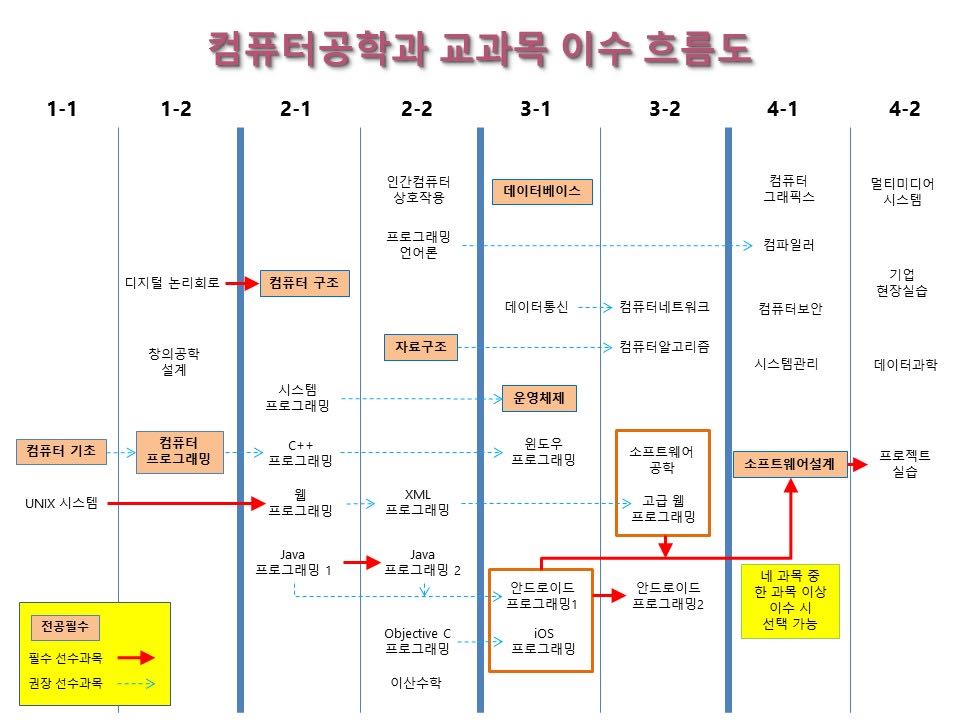 컴퓨터공학과 교과목 이수 흐름도
1-1
1-2
2-1
2-2
3-1
3-2
4-1
4-2
인간컴퓨터
상호작용
데이터베이스
컴퓨터
그래픽스
멀티미디어
시스템
프로그래밍
언어론
컴파일러
디지털 논리회로
컴퓨터 구조
기업
현장실습
데이터통신
컴퓨터네트워크
컴퓨터보안
자료구조
컴퓨터알고리즘
창의공학
설계
시스템관리
데이터과학
시스템
프로그래밍
운영체제
컴퓨터 기초
컴퓨터
프로그래밍
C++
프로그래밍
윈도우
프로그래밍
소프트웨어
공학
소프트웨어설계
프로젝트
실습
UNIX 시스템
웹
프로그래밍
XML
프로그래밍
고급 웹
프로그래밍
Java
프로그래밍 1
Java
프로그래밍 2
안드로이드
프로그래밍1
안드로이드
프로그래밍2
네 과목 중
한 과목 이상
이수 시
선택 가능
Objective C
프로그래밍
iOS
프로그래밍
이산수학
전공필수
필수 선수과목
권장 선수과목